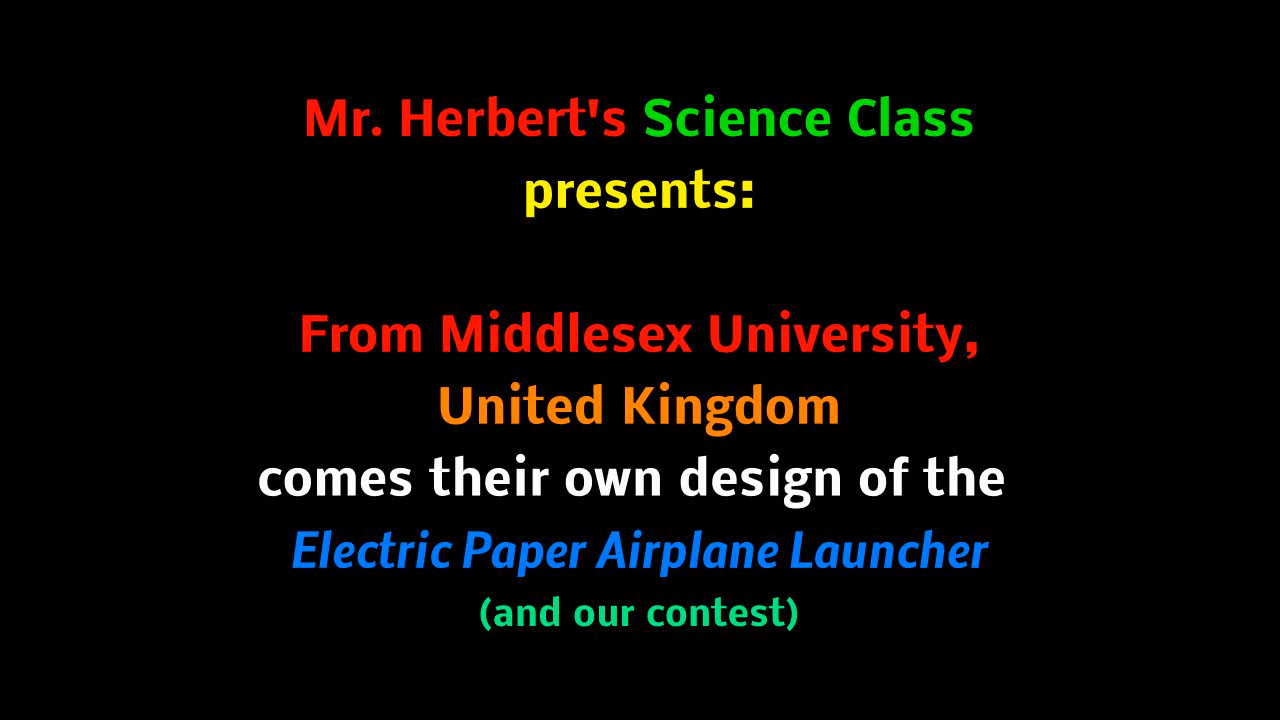 Mr. Herbert's Science Class
presents:
From Middlesex University,
United Kingdom
comes their own design of the
Electric Paper Airplane Launcher
(and our contest)